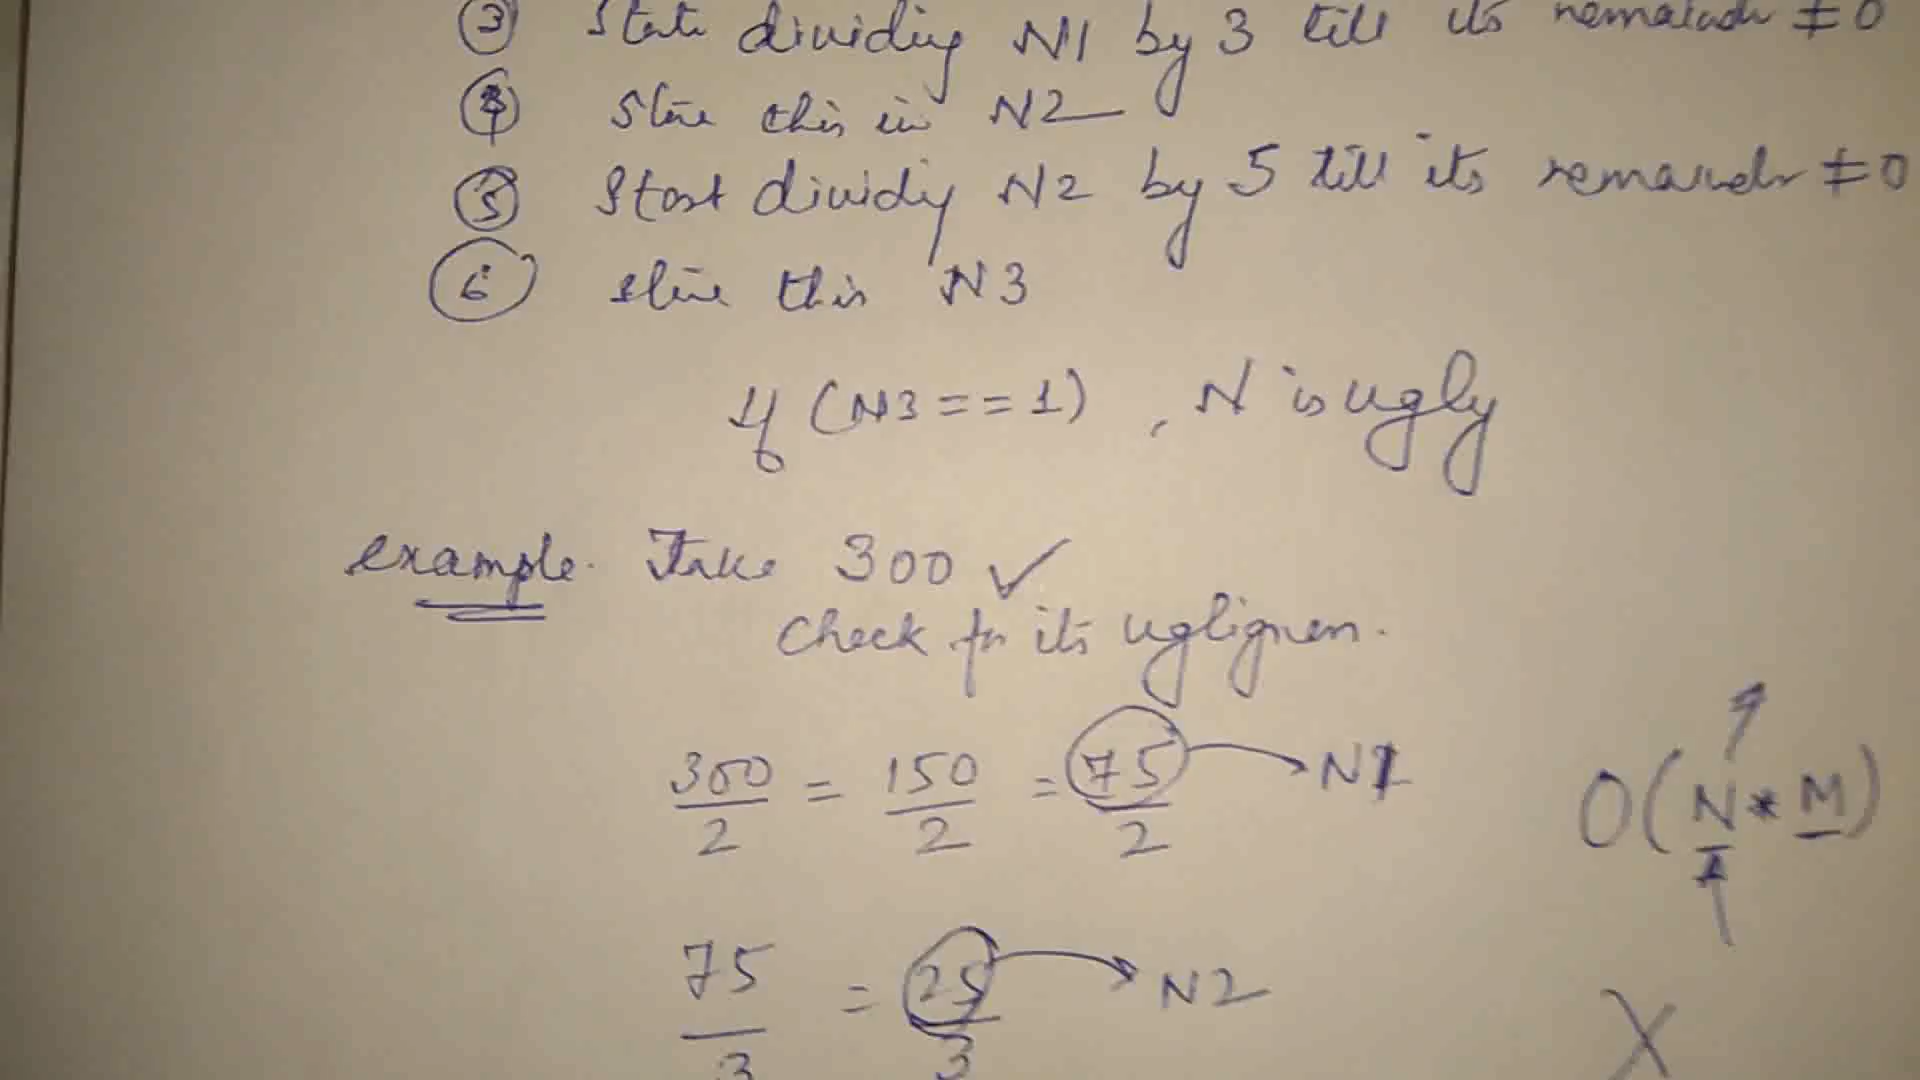 ③ State dividing N1 by 3 till its remainder ≠ 0
④ Store this in N2
⑤ Start dividing N2 by 5 till its remainder ≠ 0
⑥ store this N3
If (N3 == 1) , N is ugly
example. Take 300 ✓
Check for its ugligness.
300/2 = 150/2 = 75/2 → N1
O(N * M)
75/3 = 25/3 → N2
X